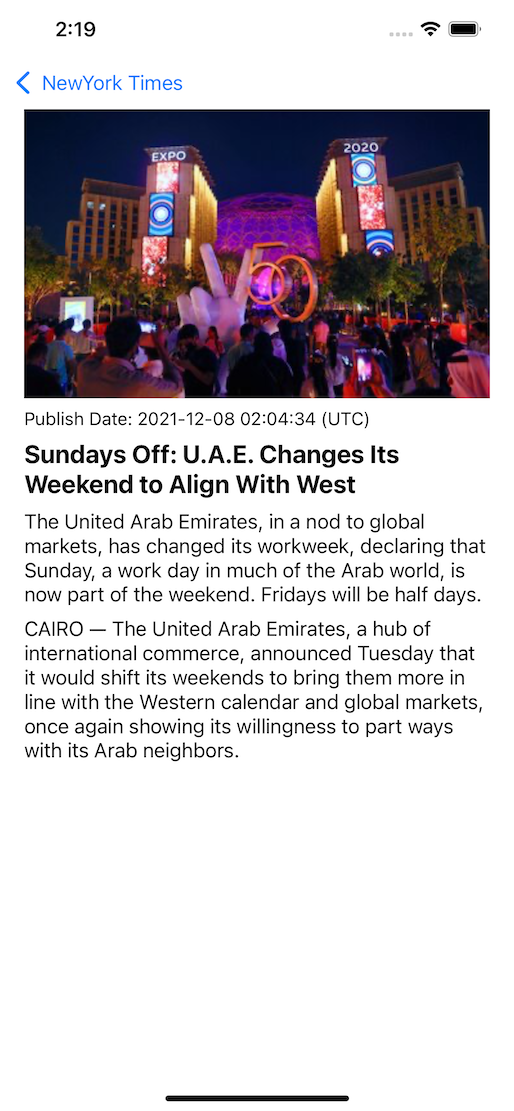 2:19
NewYork Times
EXPO
2020
50
Publish Date: 2021-12-08 02:04:34 (UTC)
Sundays Off: U.A.E. Changes Its
Weekend to Align With West
The United Arab Emirates, in a nod to global
markets, has changed its workweek, declaring that
Sunday, a work day in much of the Arab world, is
now part of the weekend. Fridays will be half days.
CAIRO — The United Arab Emirates, a hub of
international commerce, announced Tuesday that
it would shift its weekends to bring them more in
line with the Western calendar and global markets,
once again showing its willingness to part ways
with its Arab neighbors.